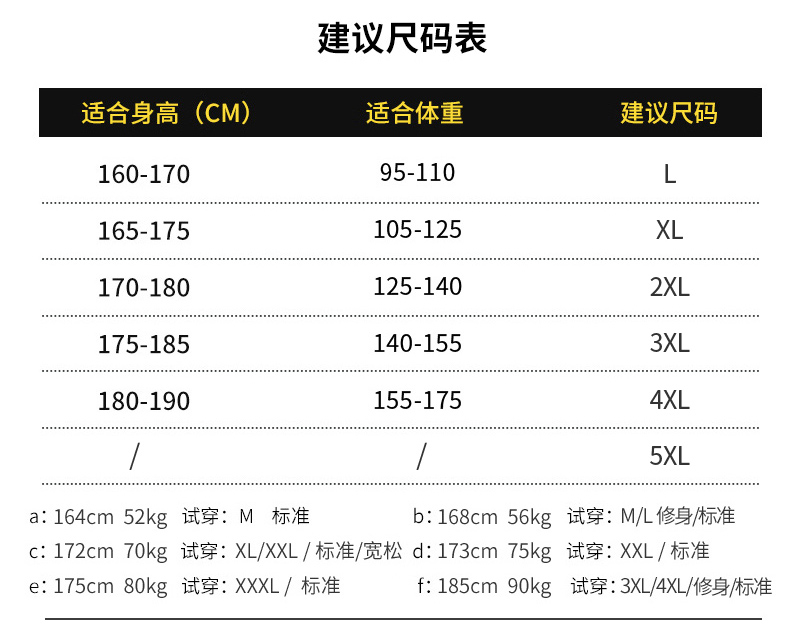 建议尺码表
适合身高（CM） 适合体重 建议尺码
160-170 95-110 L
165-175 105-125 XL
170-180 125-140 2XL
175-185 140-155 3XL
180-190 155-175 4XL
/ / 5XL
a：164cm 52kg 试穿：M 标准 b：168cm 56kg 试穿：M/L 修身/标准
c：172cm 70kg 试穿：XL/XXL / 标准/宽松 d：173cm 75kg 试穿：XXL / 标准
e：175cm 80kg 试穿：XXXL / 标准 f：185cm 90kg 试穿：3XL/4XL/修身/标准